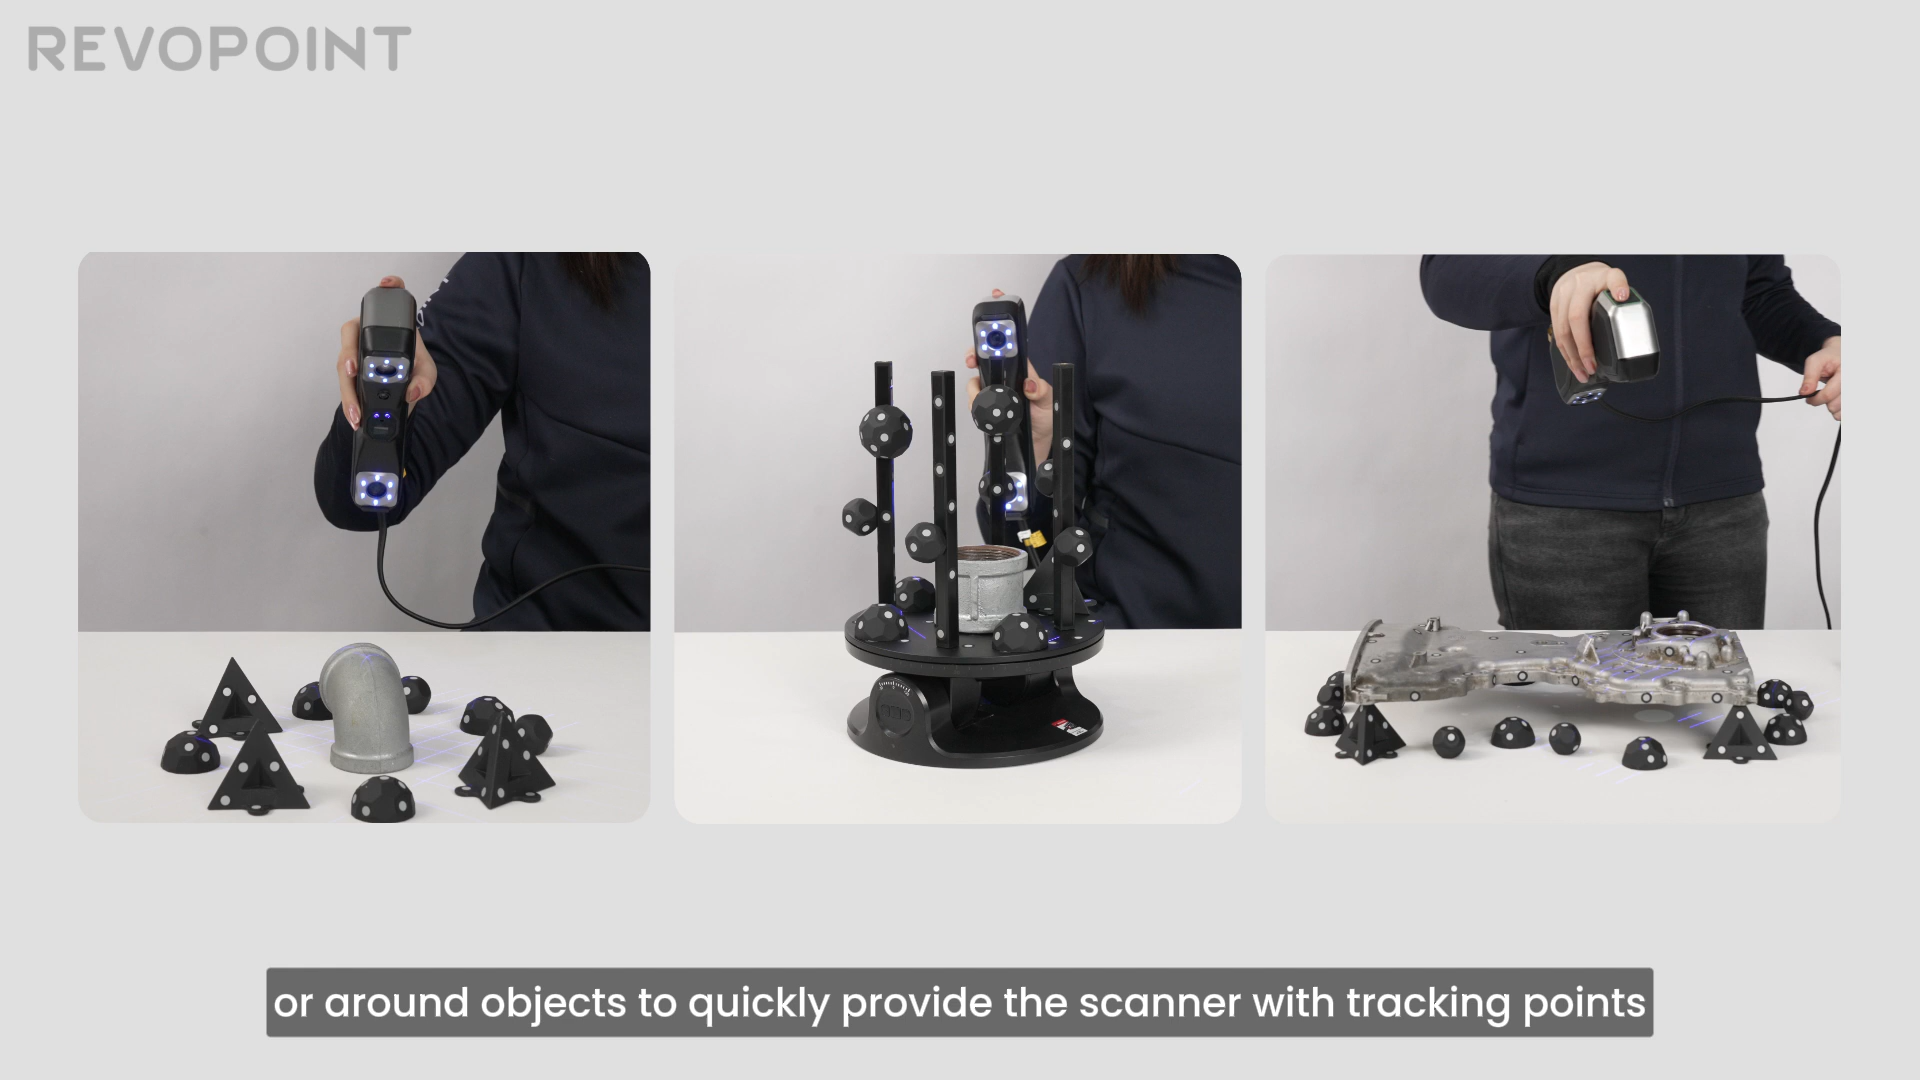 REVOPOINT
or around objects to quickly provide the scanner with tracking points